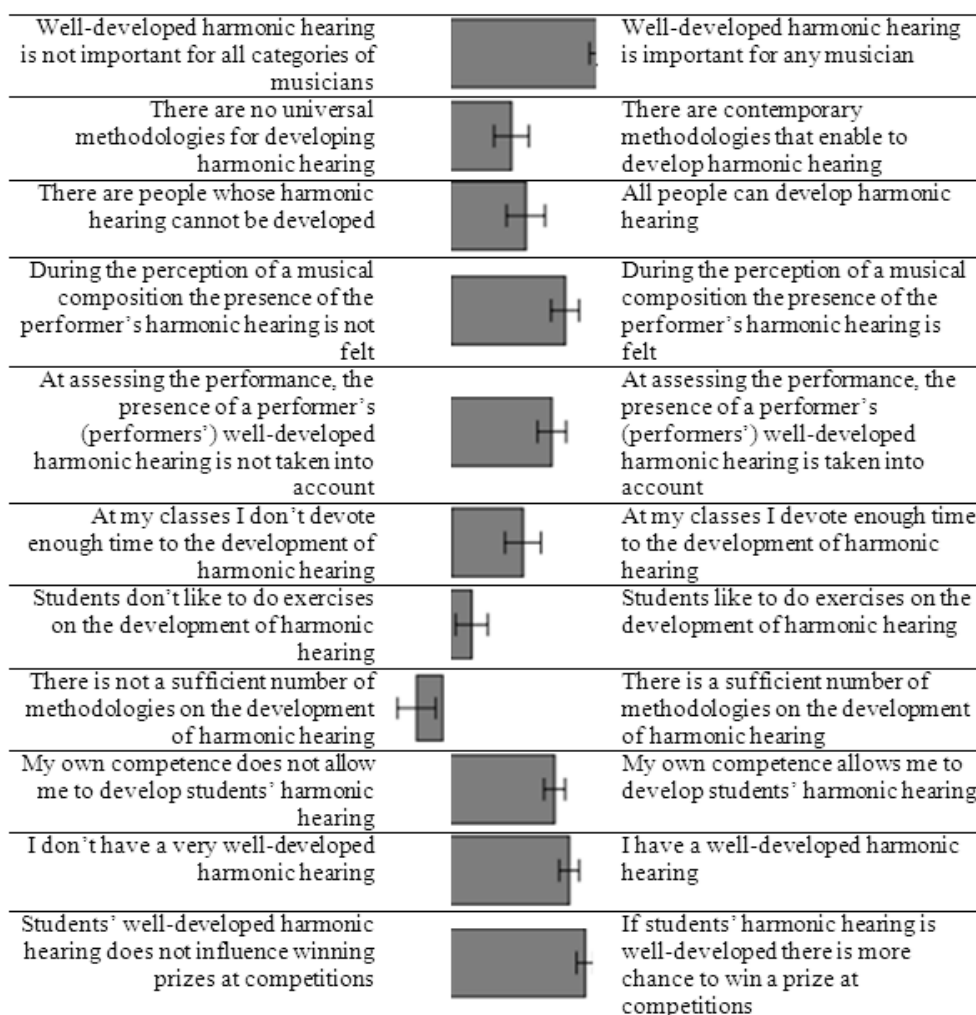 Well-developed harmonic hearing
is not important for all categories of
musicians
Well-developed harmonic hearing
is important for any musician
There are no universal
methodologies for developing
harmonic hearing
There are contemporary
methodologies that enable to
develop harmonic hearing
There are people whose harmonic
hearing cannot be developed
All people can develop harmonic
hearing
During the perception of a musical
composition the presence of the
performer’s harmonic hearing is not
felt
During the perception of a musical
composition the presence of the
performer’s harmonic hearing is
felt
At assessing the performance, the
presence of a performer’s
(performers’) well-developed
harmonic hearing is not taken into
account
At assessing the performance, the
presence of a performer’s
(performers’) well-developed
harmonic hearing is taken into
account
At my classes I don’t devote
enough time to the development of
harmonic hearing
At my classes I devote enough time
to the development of harmonic
hearing
Students don’t like to do exercises
on the development of harmonic
hearing
Students like to do exercises on the
development of harmonic hearing
There is not a sufficient number of
methodologies on the development
of harmonic hearing
There is a sufficient number of
methodologies on the development
of harmonic hearing
My own competence does not allow
me to develop students’ harmonic
hearing
My own competence allows me to
develop students’ harmonic hearing
I don’t have a very well-developed
harmonic hearing
I have a well-developed harmonic
hearing
Students’ well-developed harmonic
hearing does not influence winning
prizes at competitions
If students’ harmonic hearing is
well-developed there is more
chance to win a prize at
competitions